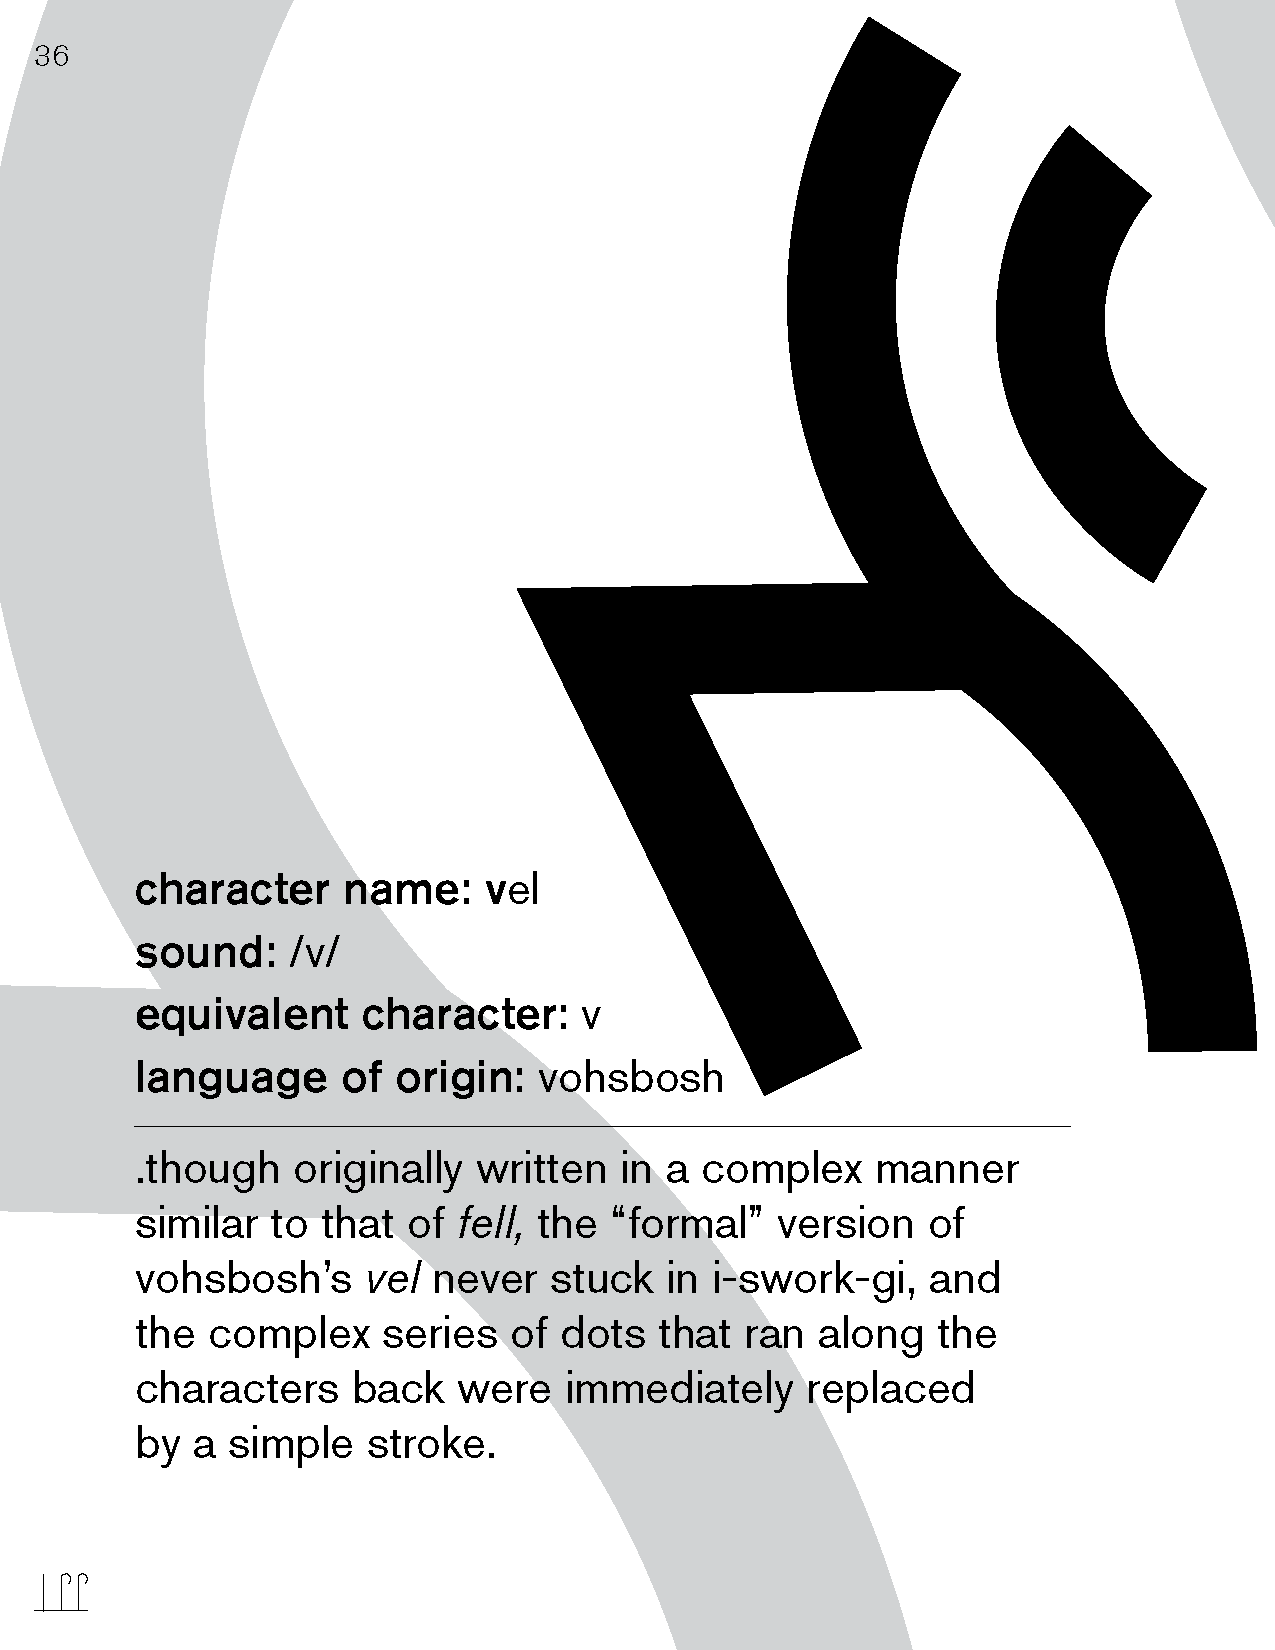 36
character name: vel
sound: /v/
equivalent character: v
language of origin: vohsbosh
.though originally written in a complex manner
similar to that of fell, the “formal” version of
vohsbosh’s vel never stuck in i-swork-gi, and
the complex series of dots that ran along the
characters back were immediately replaced
by a simple stroke.